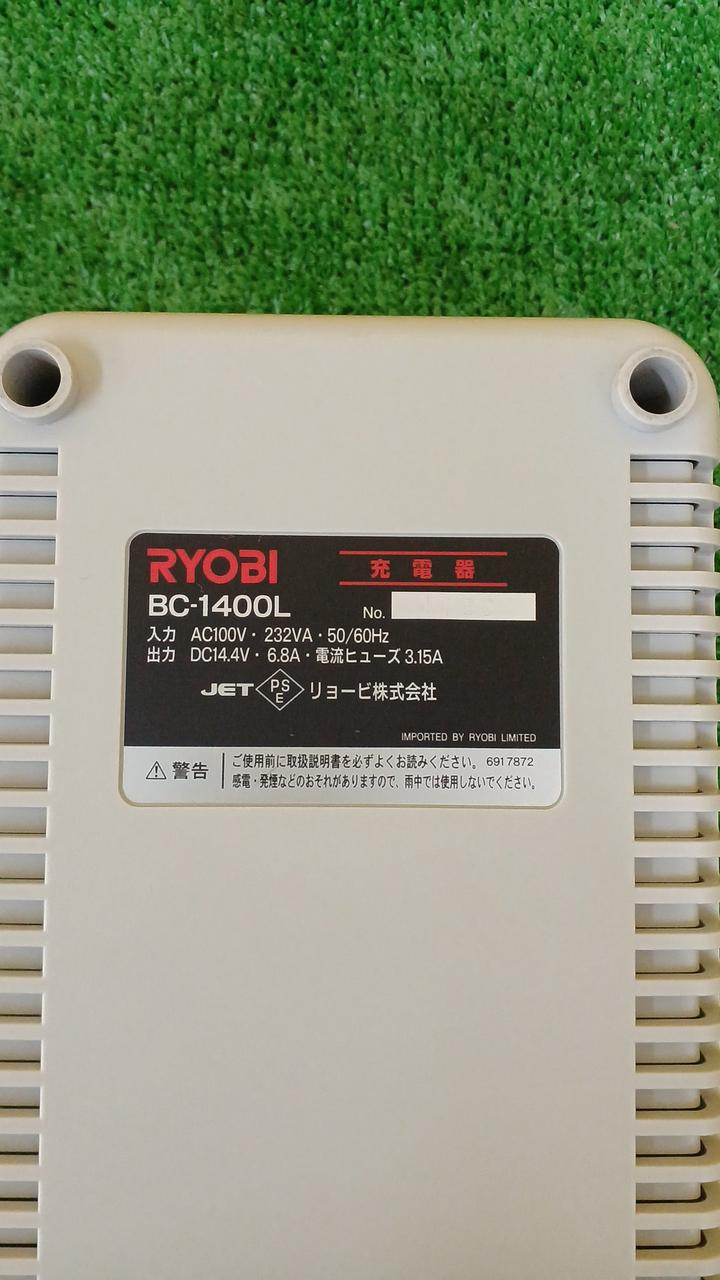 RYOBI 充電器
BC-1400L No.
入力 AC100V・232VA・50/60Hz
出力 DC14.4V・6.8A・電流ヒューズ 3.15A
JET PSE リョービ株式会社
IMPORTED BY RYOBI LIMITED
⚠警告 ご使用前に取扱説明書を必ずよくお読みください。 6917872
感電・発煙などのおそれがありますので、雨中では使用しないでください。